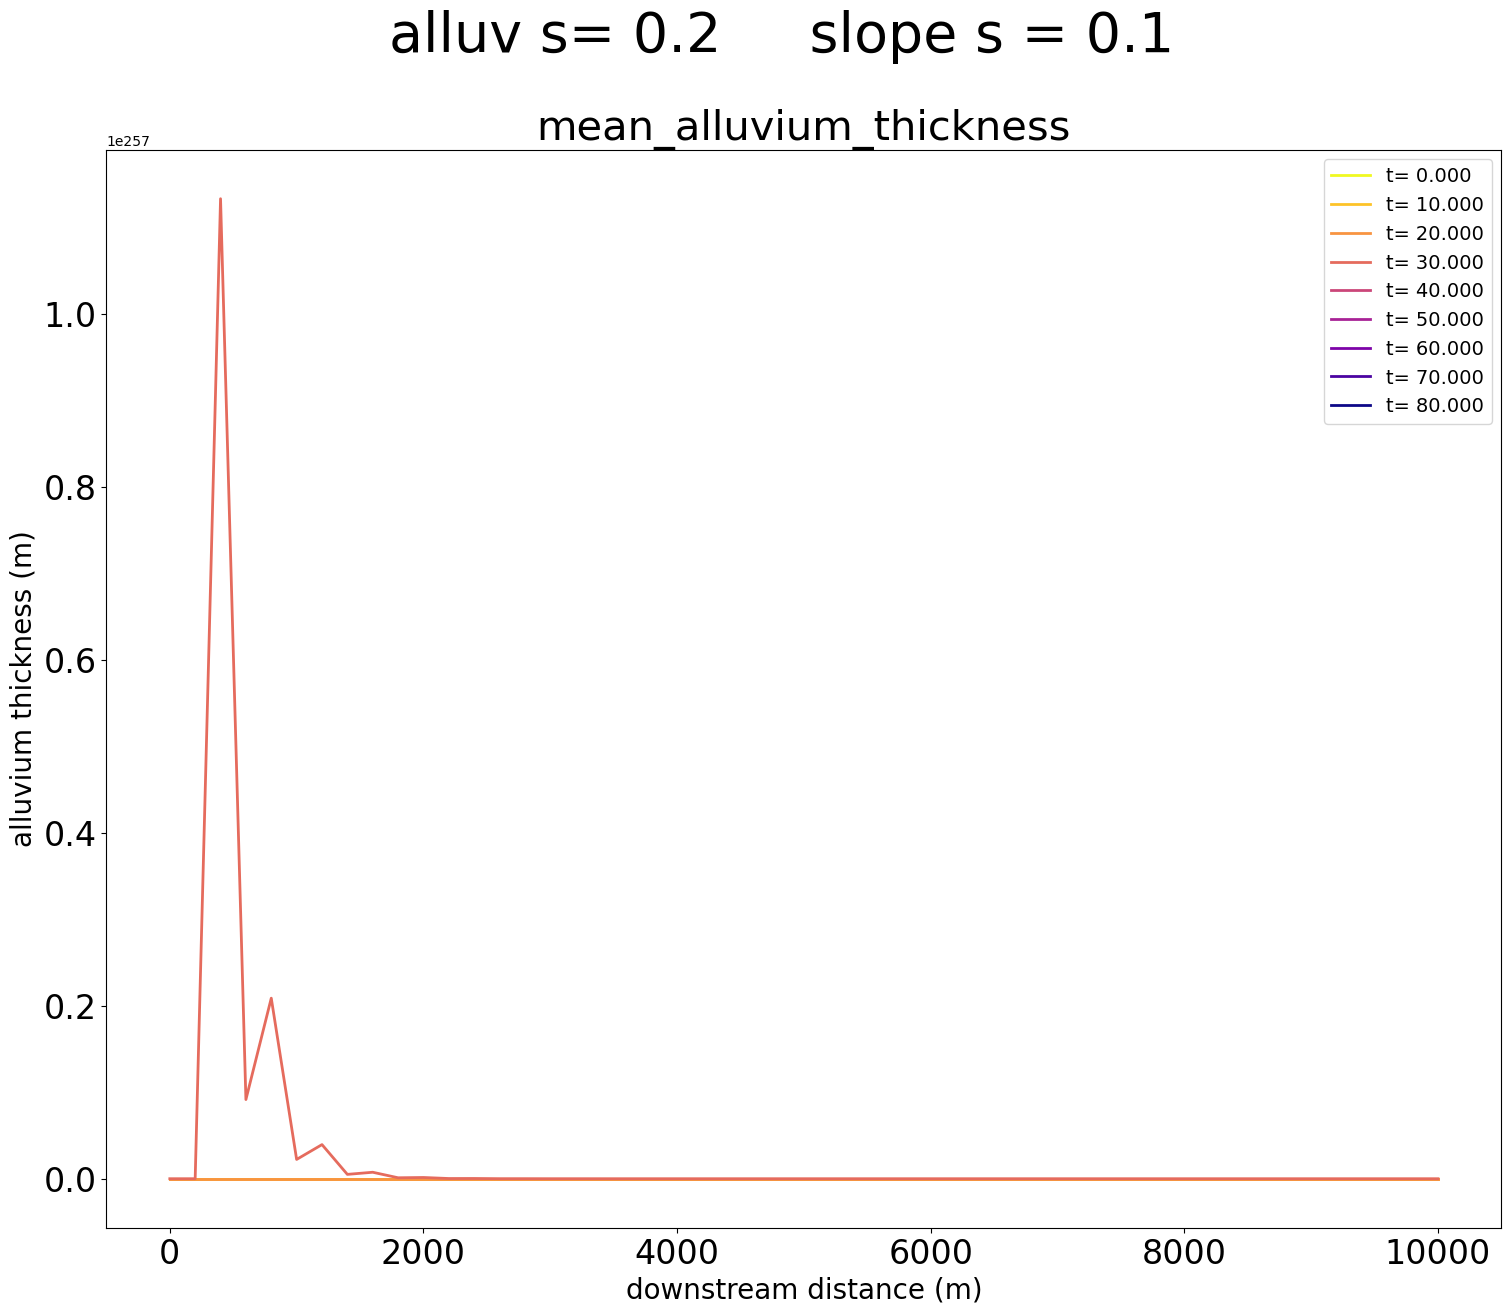 alluv s= 0.2 slope s = 0.1
mean_alluvium_thickness
1e257
t= 0.000
t= 10.000
t= 20.000
t= 30.000
t= 40.000
t= 50.000
t= 60.000
t= 70.000
t= 80.000
1.0
0.8
0.6
0.4
0.2
0.0
alluvium thickness (m)
0 2000 4000 6000 8000 10000
downstream distance (m)